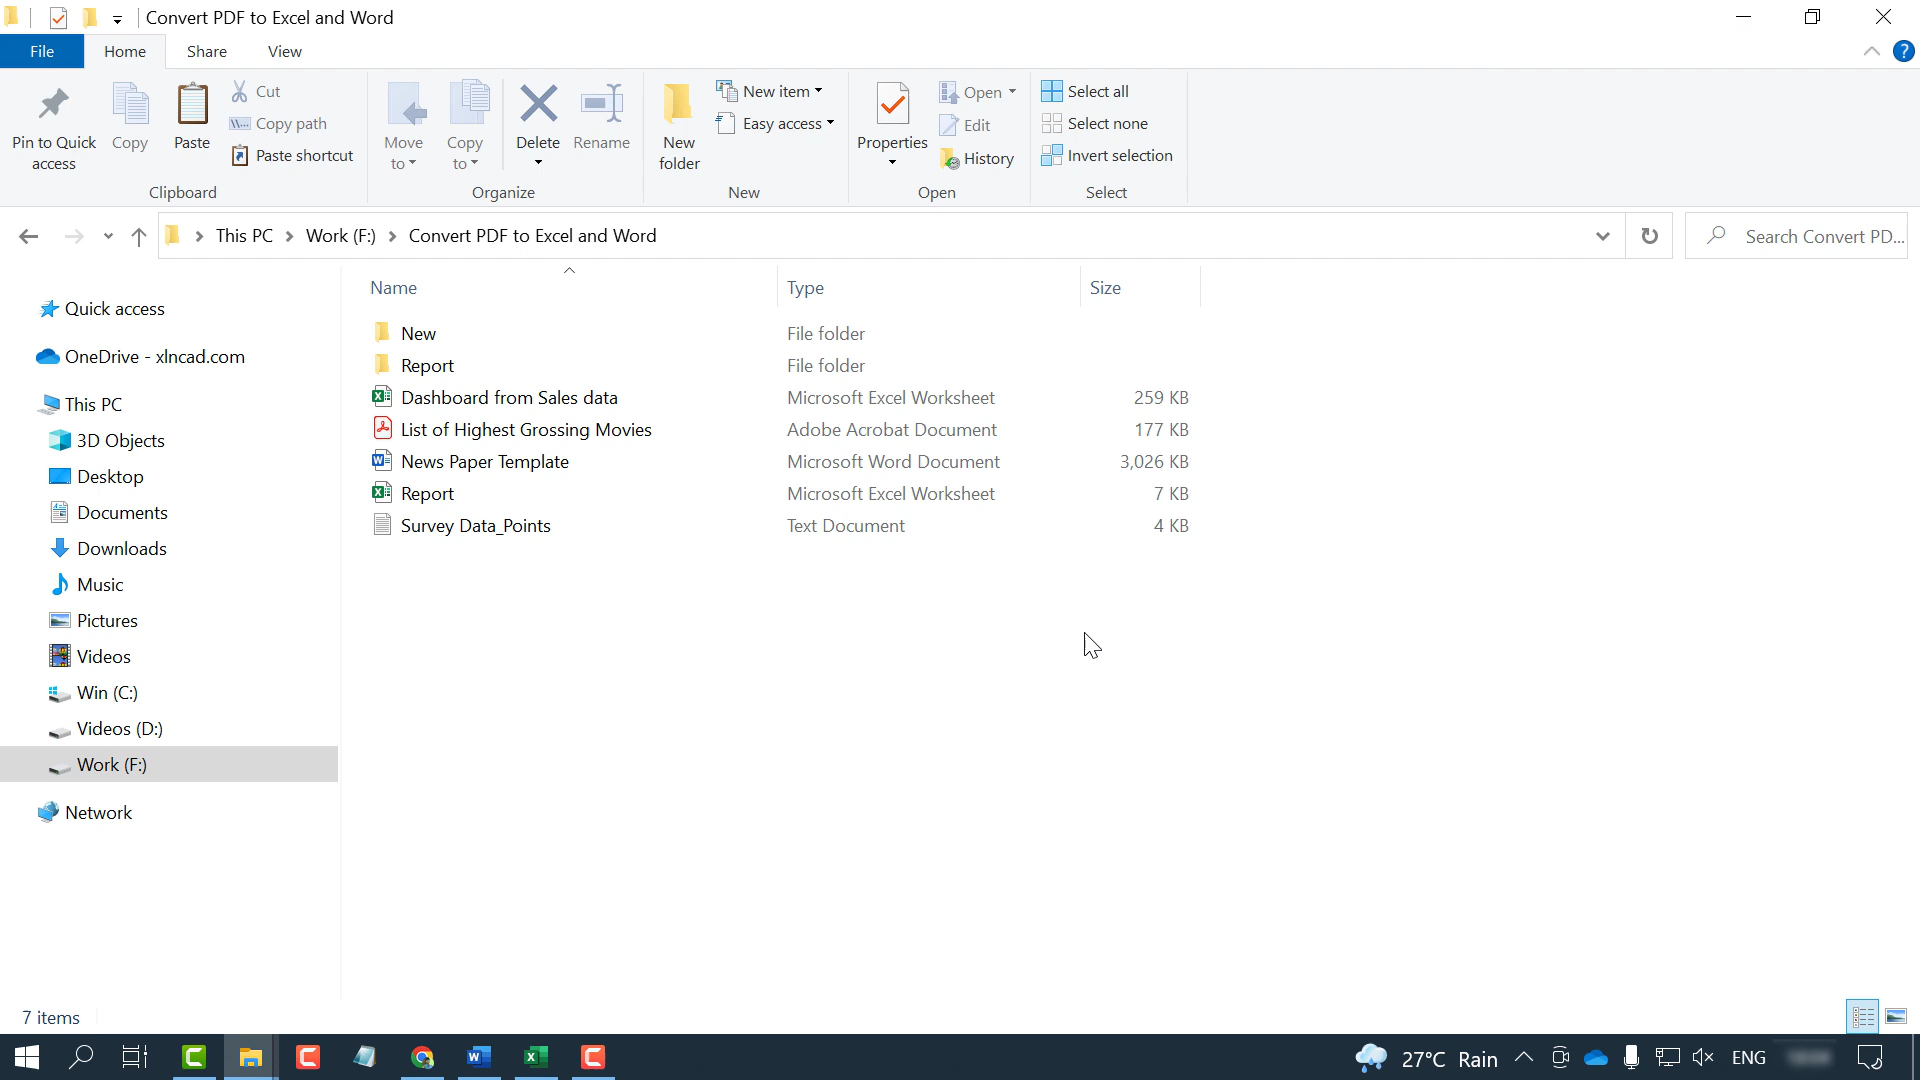 Convert PDF to Excel and Word
File Home Share View
Pin to Quick access
Copy
Paste
Cut
Copy path
Paste shortcut
Clipboard
Move to
Copy to
Delete
Rename
Organize
New folder
New item
Easy access
New
Properties
Open
Edit
History
Open
Select all
Select none
Invert selection
Select
This PC Work (F:) Convert PDF to Excel and Word
Search Convert PD...
Quick access
OneDrive - xlncad.com
This PC
3D Objects
Desktop
Documents
Downloads
Music
Pictures
Videos
Win (C:)
Videos (D:)
Work (F:)
Network
Name Type Size
New File folder
Report File folder
Dashboard from Sales data Microsoft Excel Worksheet 259 KB
List of Highest Grossing Movies Adobe Acrobat Document 177 KB
News Paper Template Microsoft Word Document 3,026 KB
Report Microsoft Excel Worksheet 7 KB
Survey Data_Points Text Document 4 KB
7 items
27°C Rain ENG